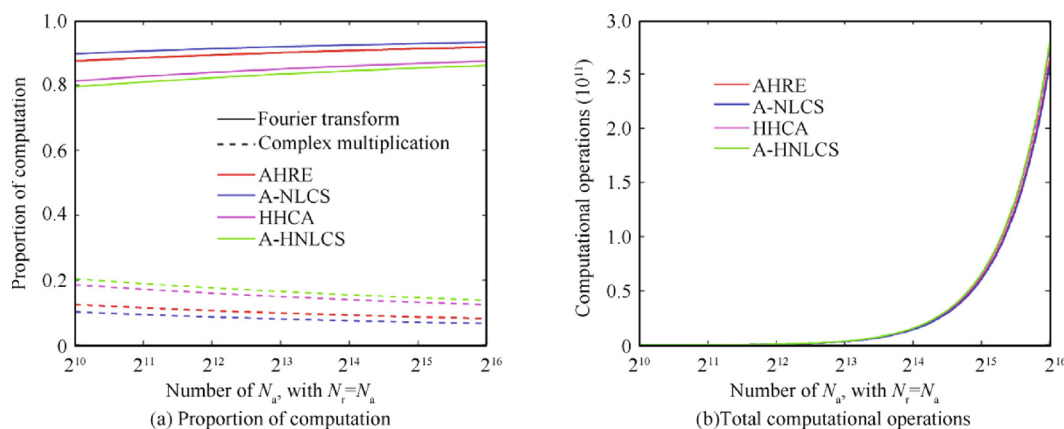 1.0
0.8
0.6
0.4
0.2
0
Proportion of computation
Fourier transform
Complex multiplication
AHRE
A-NLCS
HHCA
A-HNLCS
2^10 2^11 2^12 2^13 2^14 2^15 2^16
Number of N_a, with N_r=N_a
(a) Proportion of computation
3.0
2.5
2.0
1.5
1.0
0.5
0
Computational operations (10^11)
AHRE
A-NLCS
HHCA
A-HNLCS
2^10 2^11 2^12 2^13 2^14 2^15 2^16
Number of N_a, with N_r=N_a
(b)Total computational operations